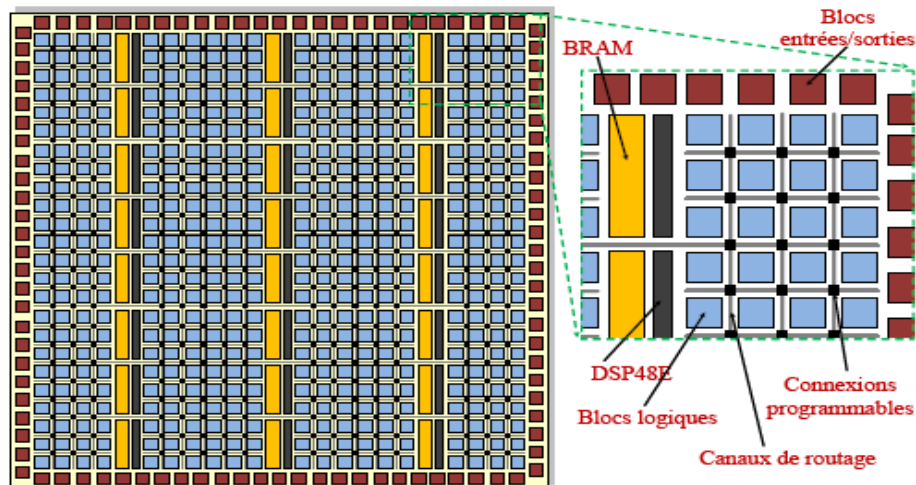 Blocs
entrées/sorties
BRAM
DSP48E
Blocs logiques
Connexions
programmables
Canaux de routage